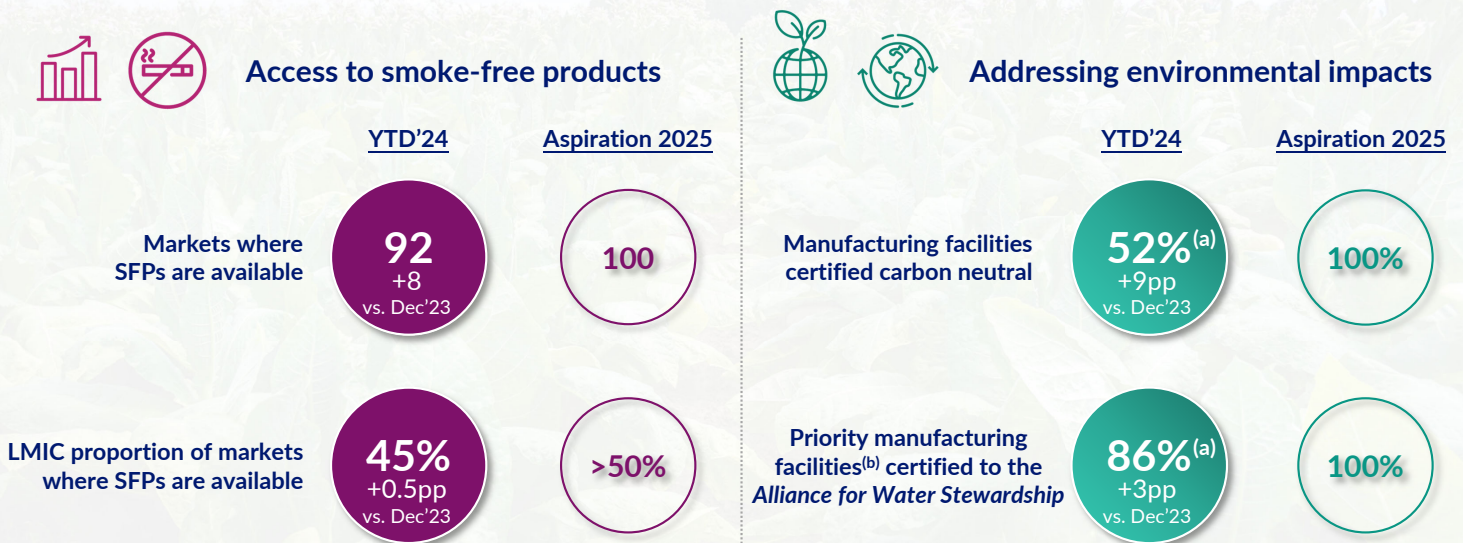 Access to smoke-free products
YTD’24
Aspiration 2025
Markets where
SFPs are available
92
+8
vs. Dec’23
100
LMIC proportion of markets
where SFPs are available
45%
+0.5pp
vs. Dec’23
>50%
Addressing environmental impacts
YTD’24
Aspiration 2025
Manufacturing facilities
certified carbon neutral
52%(a)
+9pp
vs. Dec’23
100%
Priority manufacturing
facilities(b) certified to the
Alliance for Water Stewardship
86%(a)
+3pp
vs. Dec’23
100%